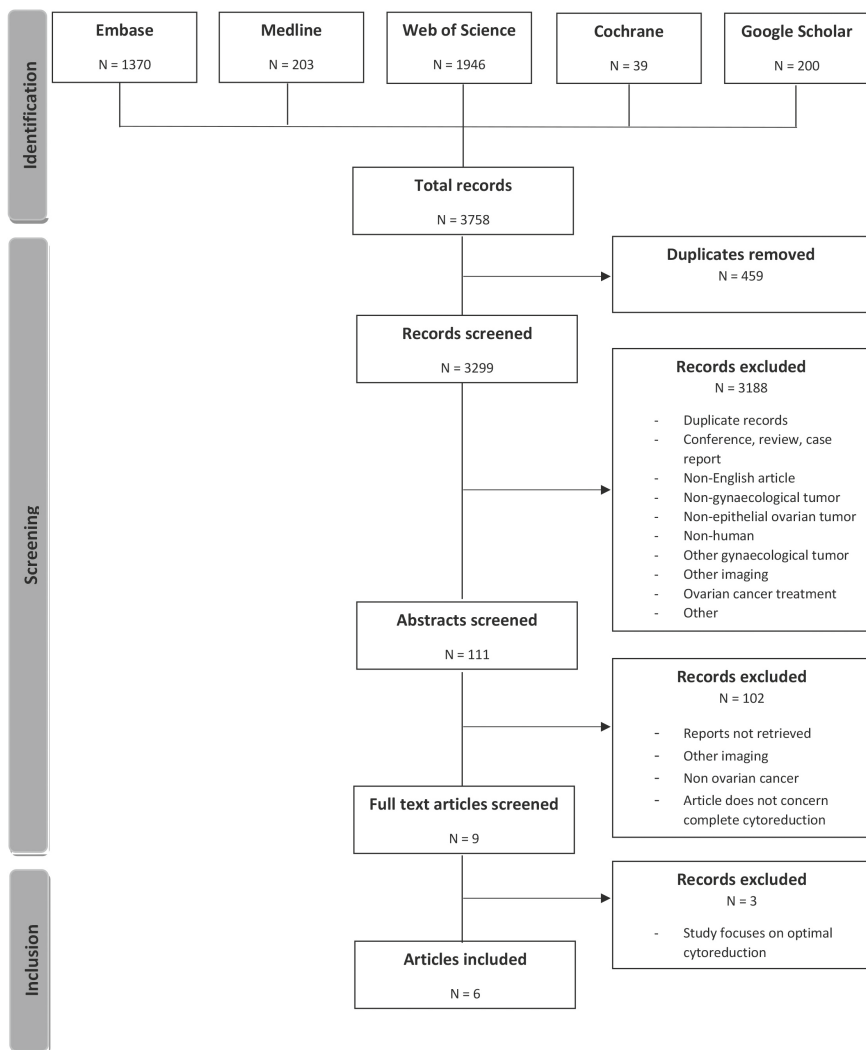 Identification
Embase
N = 1370
Medline
N = 203
Web of Science
N = 1946
Cochrane
N = 39
Google Scholar
N = 200
Total records
N = 3758
Screening
Duplicates removed
N = 459
Records screened
N = 3299
Records excluded
N = 3188
- Duplicate records
- Conference, review, case
report
- Non-English article
- Non-gynaecological tumor
- Non-epithelial ovarian tumor
- Non-human
- Other gynaecological tumor
- Other imaging
- Ovarian cancer treatment
- Other
Abstracts screened
N = 111
Records excluded
N = 102
- Reports not retrieved
- Other imaging
- Non ovarian cancer
- Article does not concern
complete cytoreduction
Full text articles screened
N = 9
Inclusion
Records excluded
N = 3
- Study focuses on optimal
cytoreduction
Articles included
N = 6